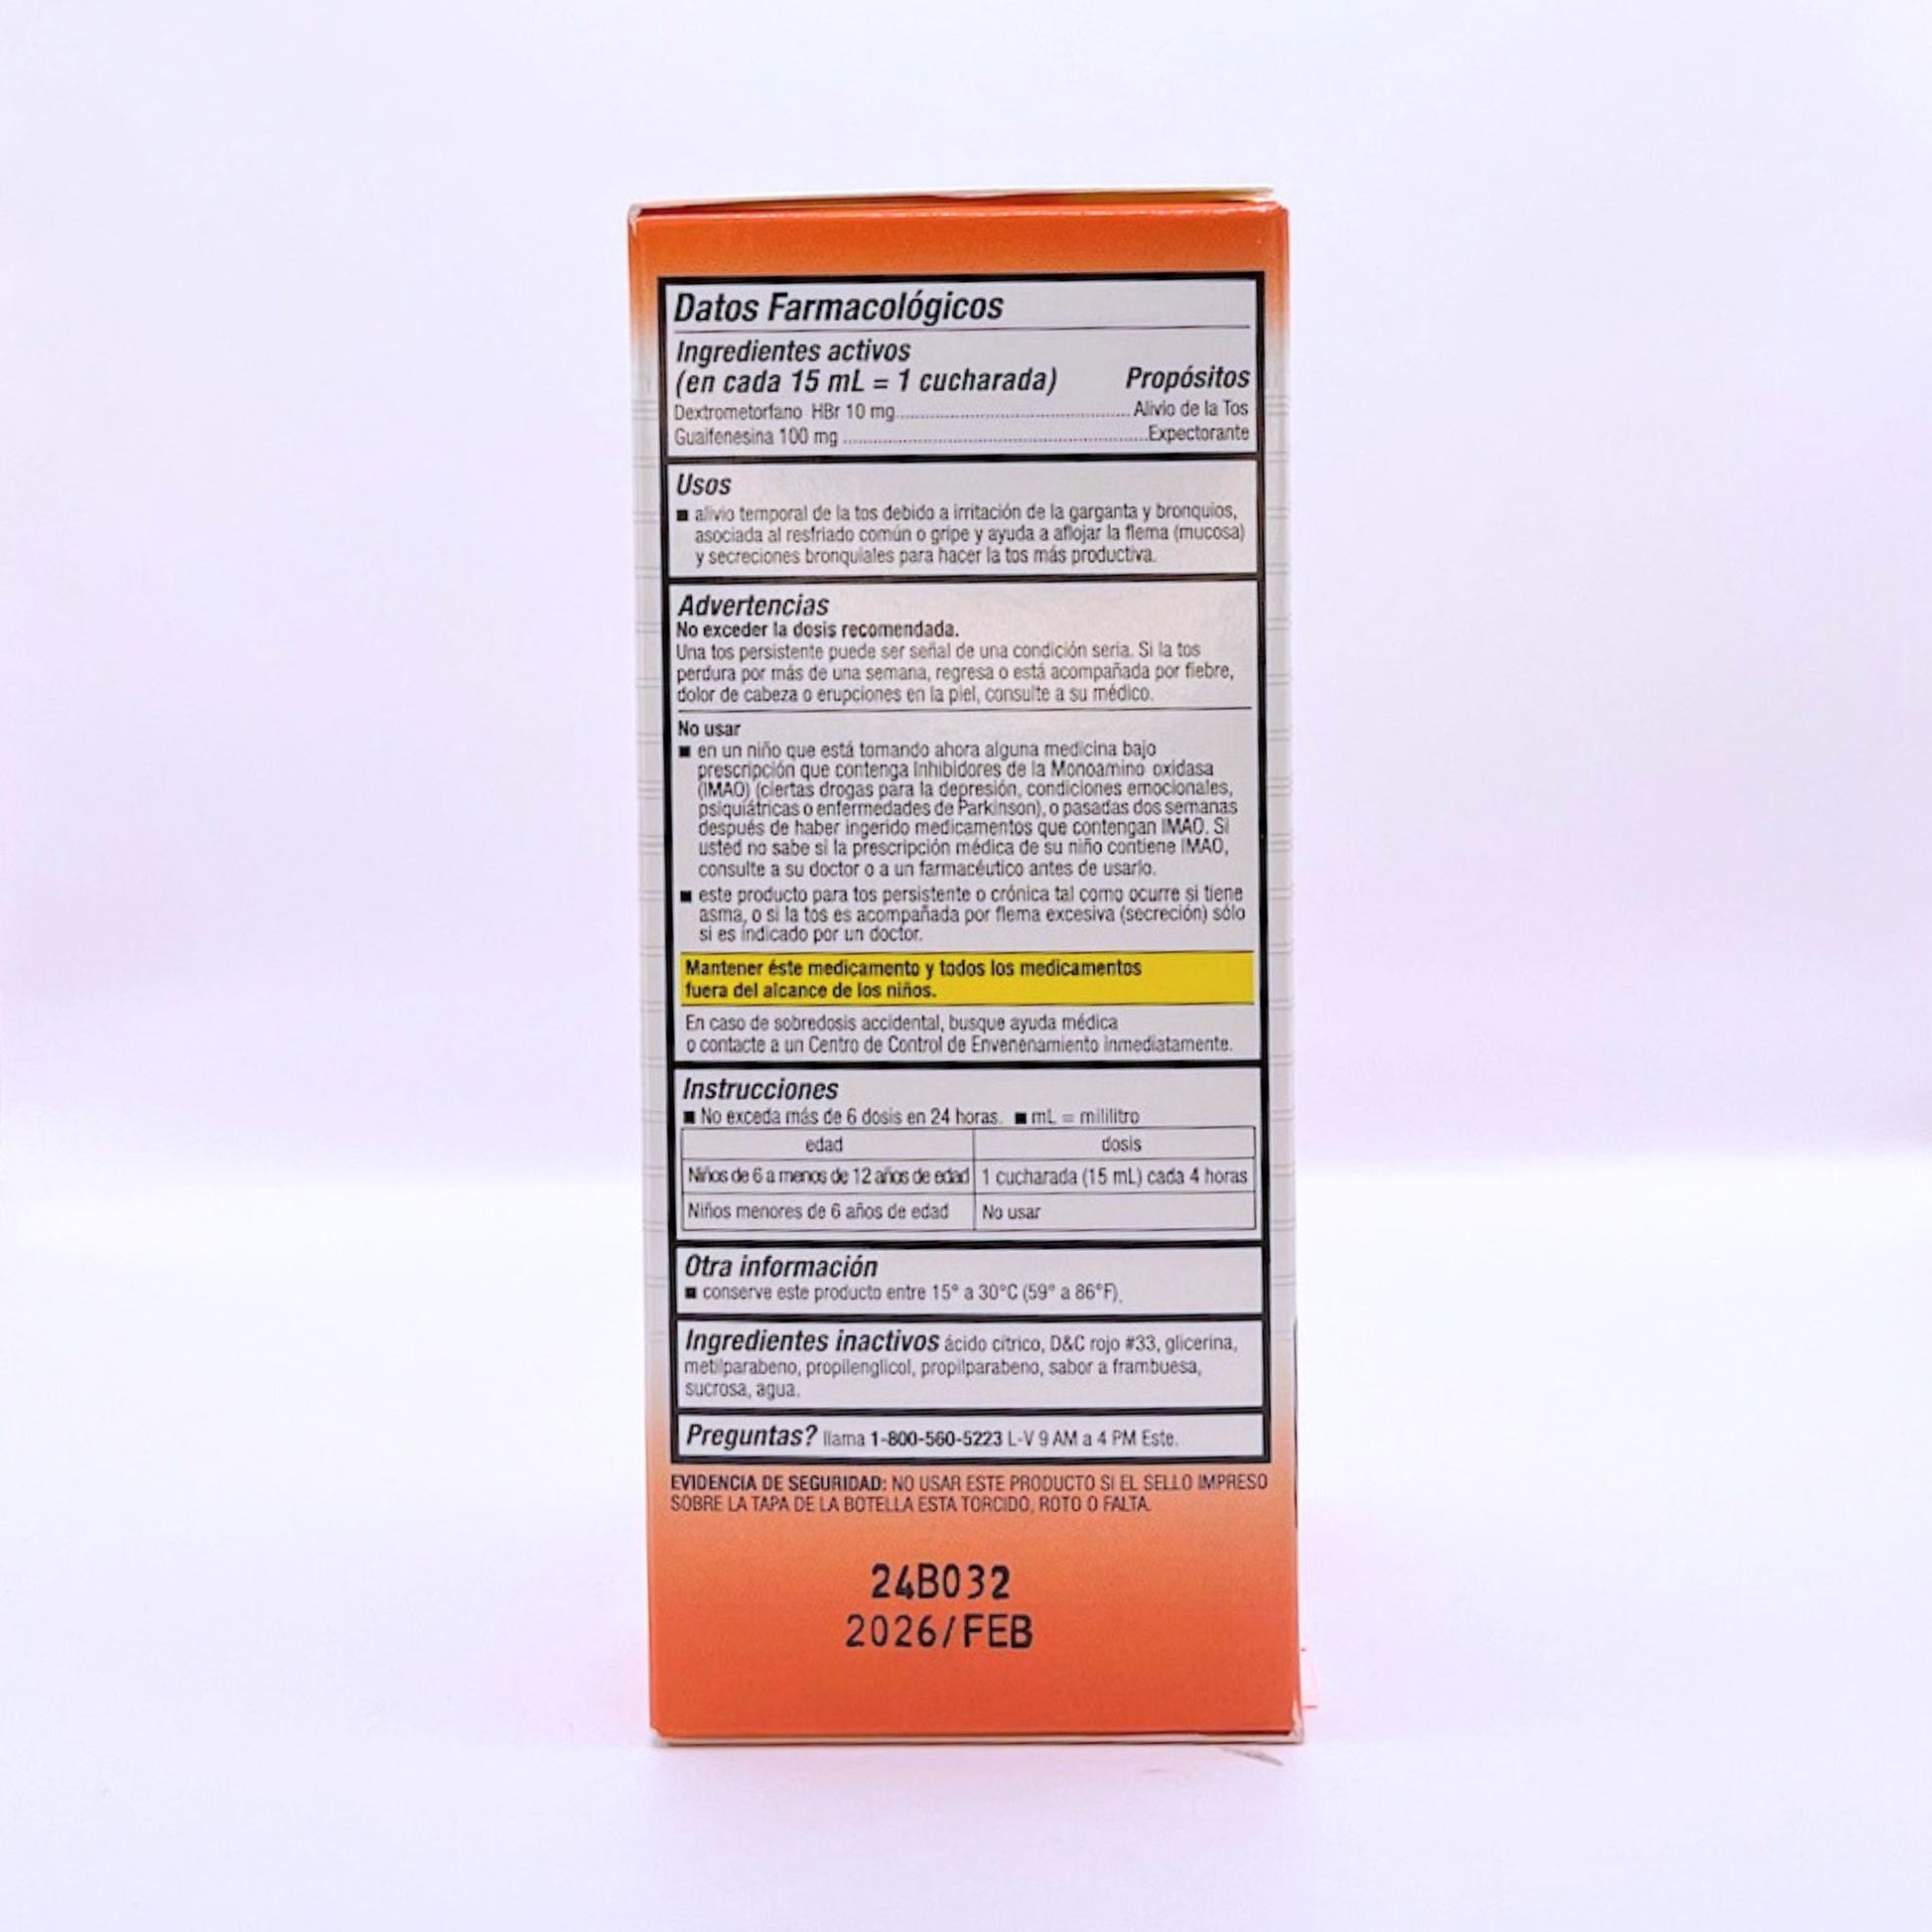 Datos Farmacológicos
Ingredientes activos
(en cada 15 mL = 1 cucharada) Propósitos
Dextrometorfano HBr 10 mg.......................................Alivio de la Tos
Guaifenesina 100 mg .......................................Expectorante
Usos
■ alivio temporal de la tos debido a irritación de la garganta y bronquios,
asociada al resfriado común o gripe y ayuda a aflojar la flema (mucosa)
y secreciones bronquiales para hacer la tos más productiva.
Advertencias
No exceder la dosis recomendada.
Una tos persistente puede ser señal de una condición seria. Si la tos
perdura por más de una semana, regresa o está acompañada por fiebre,
dolor de cabeza o erupciones en la piel, consulte a su médico.
No usar
■ en un niño que está tomando ahora alguna medicina bajo
prescripción que contenga Inhibidores de la Monoamino oxidasa
(IMAO) (ciertas drogas para la depresión, condiciones emocionales,
psiquiátricas o enfermedades de Parkinson), o pasadas dos semanas
después de haber ingerido medicamentos que contengan IMAO. Si
usted no sabe si la prescripción médica de su niño contiene IMAO,
consulte a su doctor o a un farmacéutico antes de usarlo.
■ este producto para tos persistente o crónica tal como ocurre si tiene
asma, o si la tos es acompañada por flema excesiva (secreción) sólo
si es indicado por un doctor.
Mantener éste medicamento y todos los medicamentos
fuera del alcance de los niños.
En caso de sobredosis accidental, busque ayuda médica
o contacte a un Centro de Control de Envenenamiento inmediatamente.
Instrucciones
■ No exceda más de 6 dosis en 24 horas. ■ mL = mililitro
edad dosis
Niños de 6 a menos de 12 años de edad 1 cucharada (15 mL) cada 4 horas
Niños menores de 6 años de edad No usar
Otra información
■ conserve este producto entre 15° a 30°C (59° a 86°F).
Ingredientes inactivos ácido cítrico, D&C rojo #33, glicerina,
metilparabeno, propilenglicol, propilparabeno, sabor a frambuesa,
sucrosa, agua.
Preguntas? llama 1-800-560-5223 L-V 9 AM a 4 PM Este.
EVIDENCIA DE SEGURIDAD: NO USAR ESTE PRODUCTO SI EL SELLO IMPRESO
SOBRE LA TAPA DE LA BOTELLA ESTA TORCIDO, ROTO O FALTA.
24B032
2026/FEB